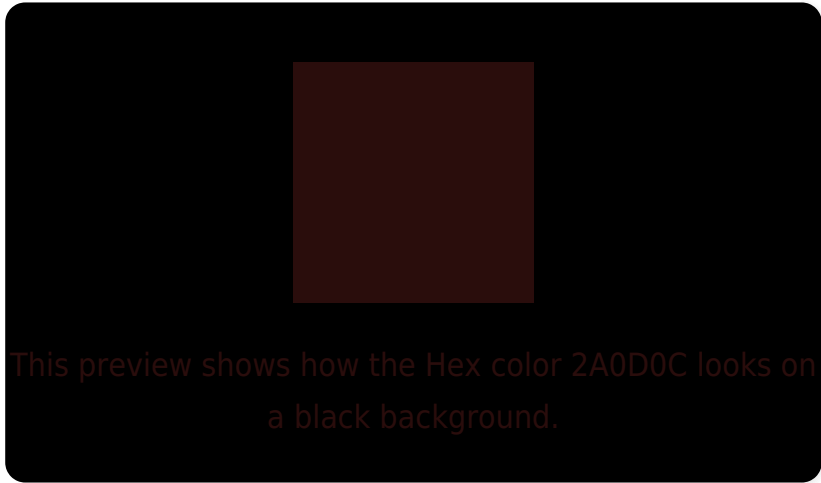 This preview shows how the Hex color 2A0D0C looks on
a black background.